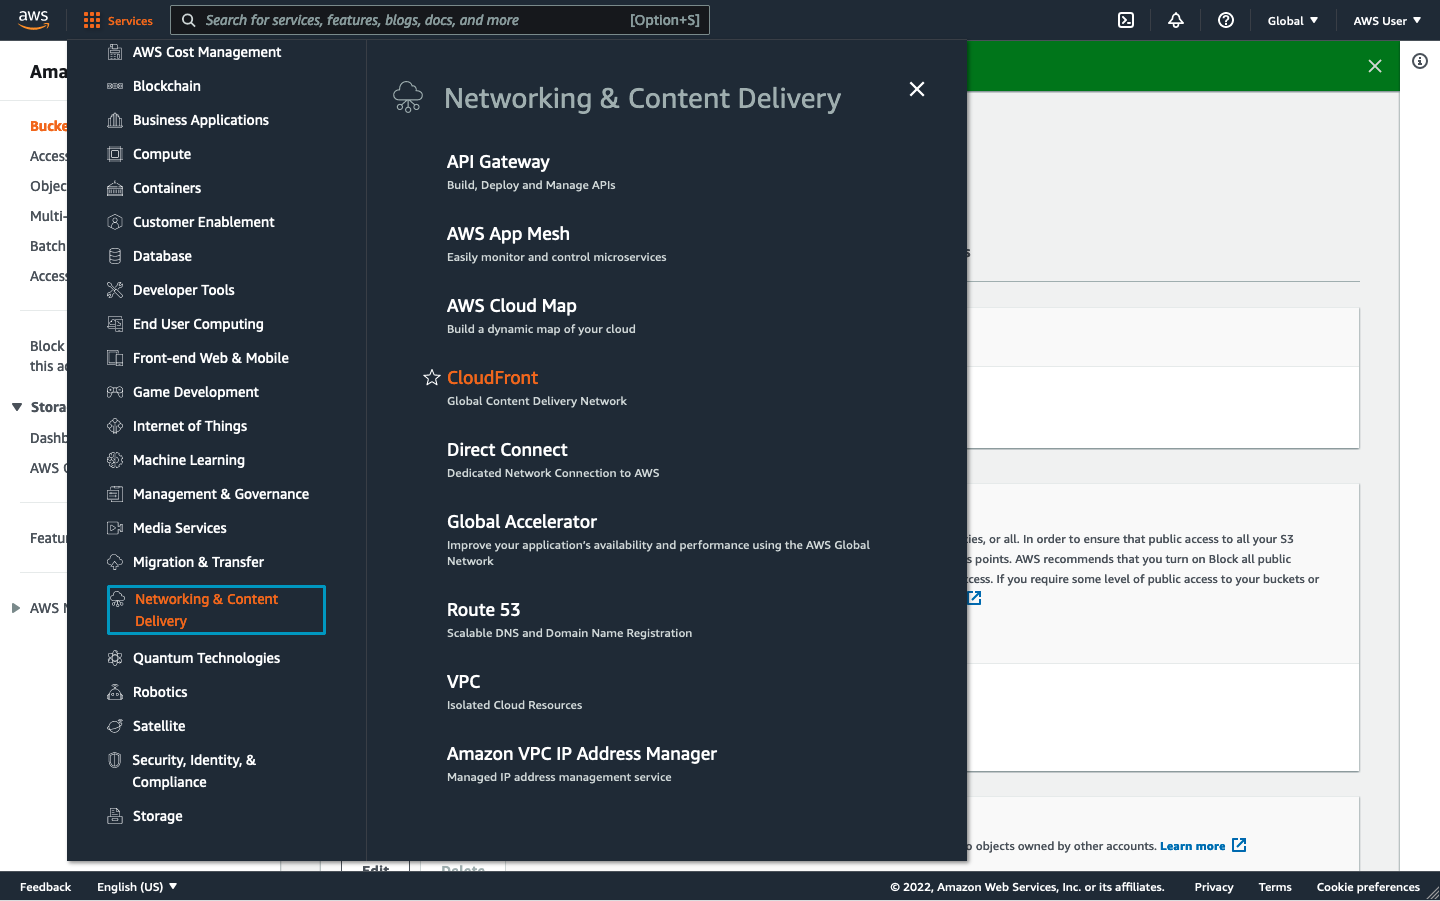 aws
Services
Search for services, features, blogs, docs, and more
[Option+S]
Global
AWS User
Ama
Bucke
Access
Objec
Multi-
Batch
Access
Block
this ac
Stora
Dashb
AWS O
Featur
AWS M
AWS Cost Management
Blockchain
Business Applications
Compute
Containers
Customer Enablement
Database
Developer Tools
End User Computing
Front-end Web & Mobile
Game Development
Internet of Things
Machine Learning
Management & Governance
Media Services
Migration & Transfer
Networking & Content
Delivery
Quantum Technologies
Robotics
Satellite
Security, Identity, &
Compliance
Storage
Networking & Content Delivery
API Gateway
Build, Deploy and Manage APIs
AWS App Mesh
Easily monitor and control microservices
AWS Cloud Map
Build a dynamic map of your cloud
CloudFront
Global Content Delivery Network
Direct Connect
Dedicated Network Connection to AWS
Global Accelerator
Improve your application's availability and performance using the AWS Global
Network
Route 53
Scalable DNS and Domain Name Registration
VPC
Isolated Cloud Resources
Amazon VPC IP Address Manager
Managed IP address management service
s
ies, or all. In order to ensure that public access to all your S3
s points. AWS recommends that you turn on Block all public
cess. If you require some level of public access to your buckets or
o objects owned by other accounts. Learn more
Edit
Delete
Feedback
English (US)
© 2022, Amazon Web Services, Inc. or its affiliates.
Privacy
Terms
Cookie preferences